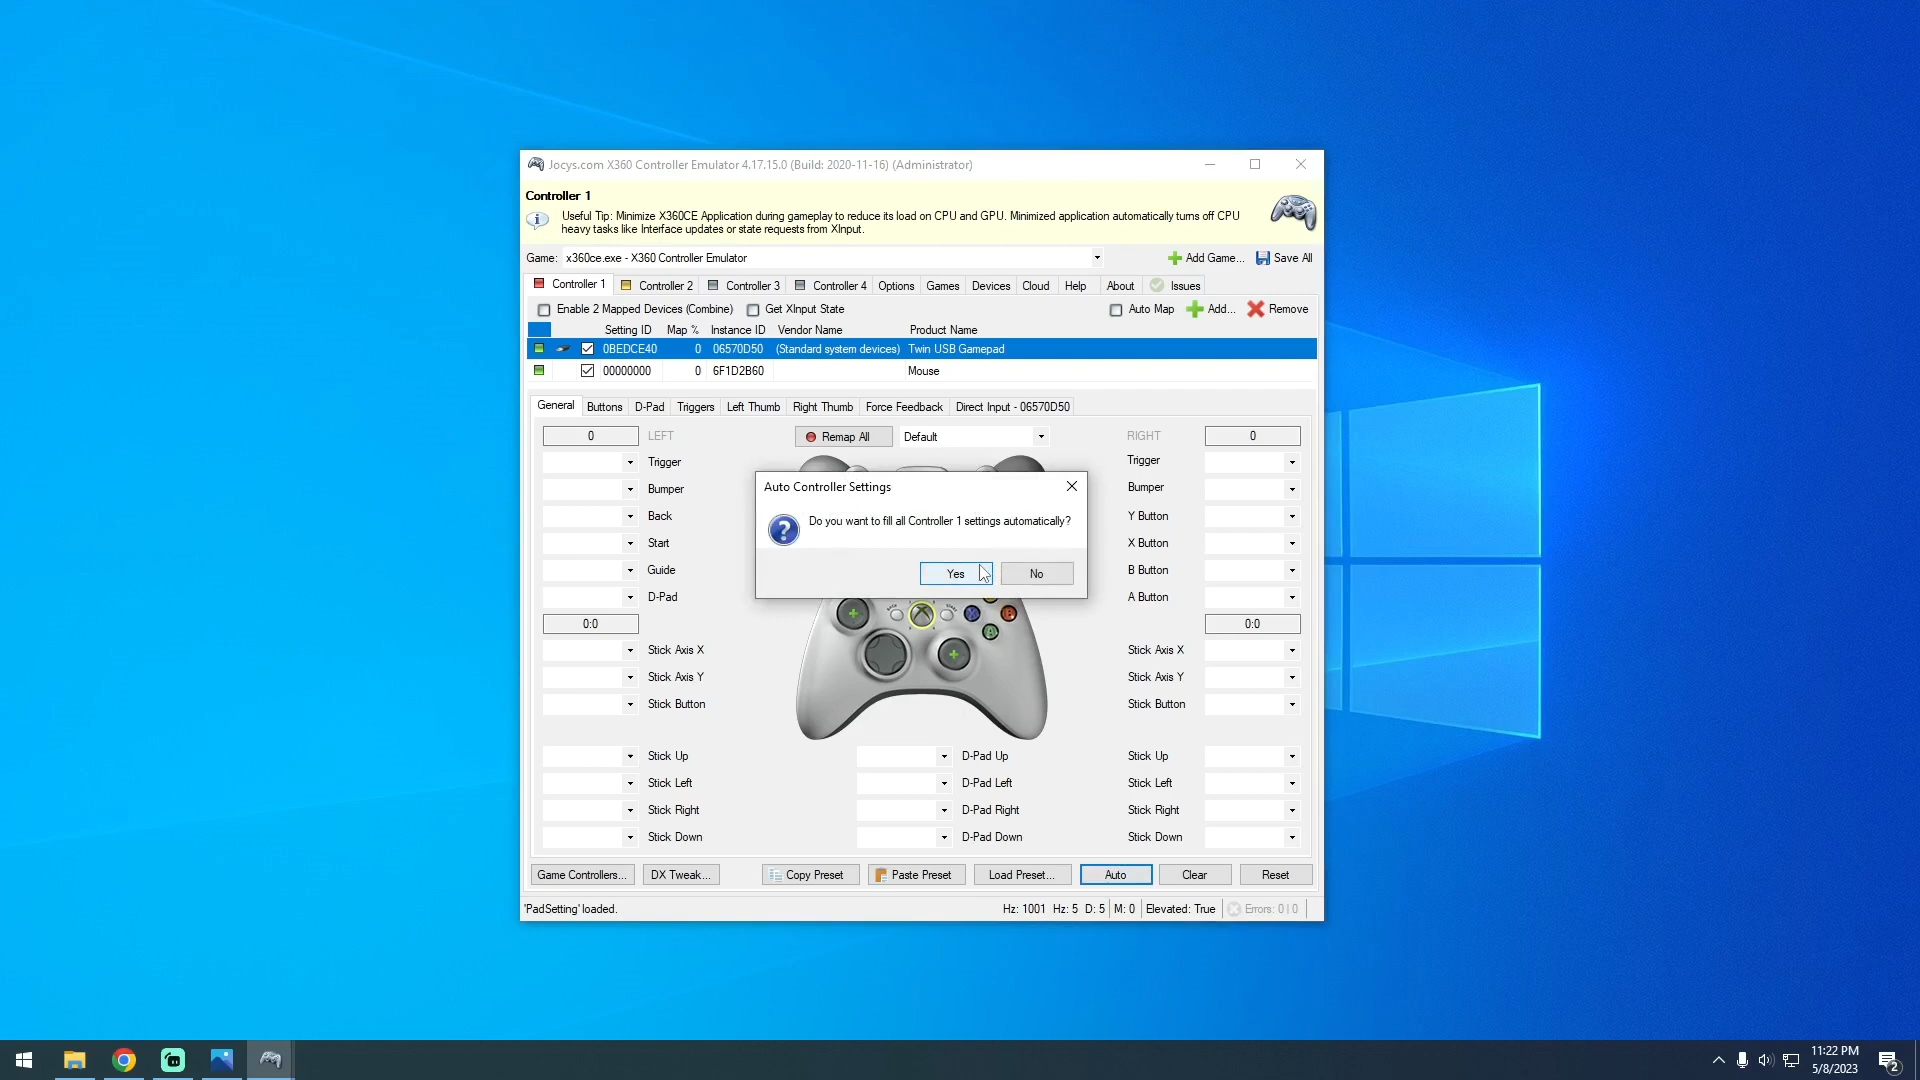 Jocys.com X360 Controller Emulator 4.17.15.0 (Build: 2020-11-16) (Administrator)
Controller 1
Useful Tip: Minimize X360CE Application during gameplay to reduce its load on CPU and GPU. Minimized application automatically turns off CPU
heavy tasks like Interface updates or state requests from XInput.
Game: x360ce.exe - X360 Controller Emulator Add Game... Save All
Controller 1 Controller 2 Controller 3 Controller 4 Options Games Devices Cloud Help About Issues
Enable 2 Mapped Devices (Combine) Get XInput State Auto Map Add... Remove
Setting ID Map % Instance ID Vendor Name Product Name
0BEDCE40 0 06570D50 (Standard system devices) Twin USB Gamepad
00000000 0 6F1D2B60 Mouse
General Buttons D-Pad Triggers Left Thumb Right Thumb Force Feedback Direct Input - 06570D50
0 LEFT Remap All Default RIGHT 0
Trigger Trigger
Auto Controller Settings
Bumper Bumper
Do you want to fill all Controller 1 settings automatically?
Back Y Button
Start X Button
Yes No
Guide B Button
D-Pad A Button
0:0 0:0
Stick Axis X Stick Axis X
Stick Axis Y Stick Axis Y
Stick Button Stick Button
Stick Up D-Pad Up Stick Up
Stick Left D-Pad Left Stick Left
Stick Right D-Pad Right Stick Right
Stick Down D-Pad Down Stick Down
Game Controllers... DX Tweak... Copy Preset Paste Preset Load Preset... Auto Clear Reset
'PadSetting' loaded. Hz: 1001 Hz: 5 D: 5 M: 0 Elevated: True Errors: 0 | 0
11:22 PM
5/8/2023
2